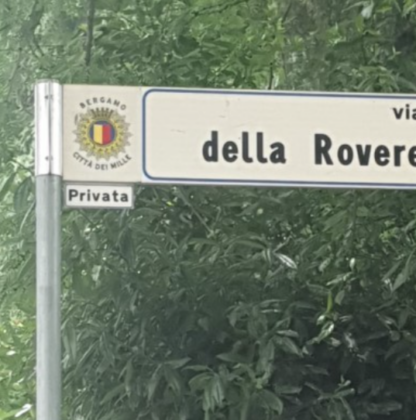 BERGAMO
CITTÀ DEI MILLE
via
della Rovere
Privata